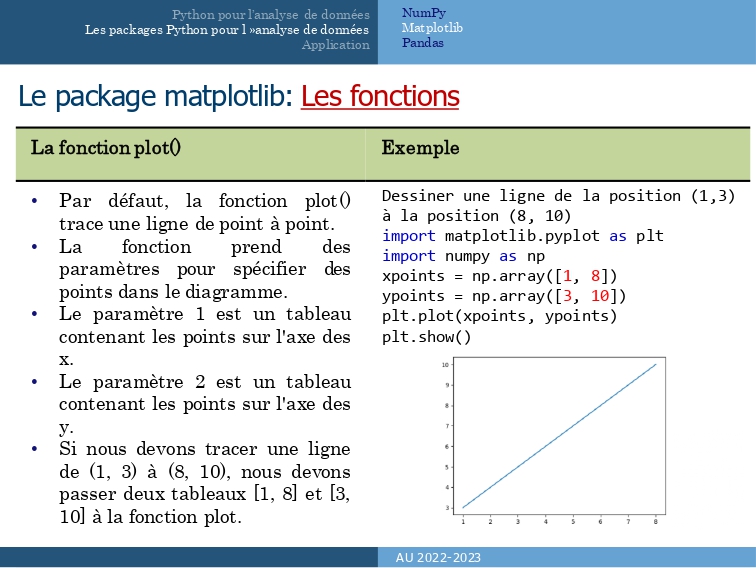 Python pour l'analyse de données
Les packages Python pour l »analyse de données
Application
NumPy
Matplotlib
Pandas
Le package matplotlib: Les fonctions
La fonction plot()
Exemple
• Par défaut, la fonction plot()
trace une ligne de point à point.
• La fonction prend des
paramètres pour spécifier des
points dans le diagramme.
• Le paramètre 1 est un tableau
contenant les points sur l'axe des
x.
• Le paramètre 2 est un tableau
contenant les points sur l'axe des
y.
• Si nous devons tracer une ligne
de (1, 3) à (8, 10), nous devons
passer deux tableaux [1, 8] et [3,
10] à la fonction plot.
Dessiner une ligne de la position (1,3)
à la position (8, 10)
import matplotlib.pyplot as plt
import numpy as np
xpoints = np.array([1, 8])
ypoints = np.array([3, 10])
plt.plot(xpoints, ypoints)
plt.show()
10
9
8
7
6
5
4
3
1 2 3 4 5 6 7 8
AU 2022-2023